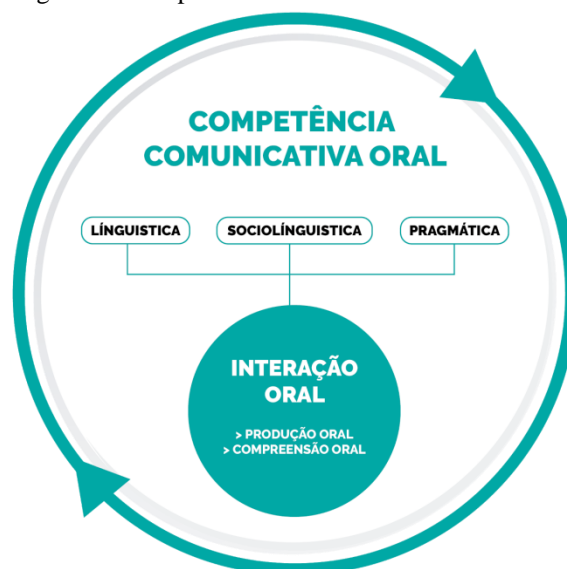 COMPETÊNCIA
COMUNICATIVA ORAL
LÍNGUISTICA
SOCIOLÍNGUISTICA
PRAGMÁTICA
INTERAÇÃO
ORAL
> PRODUÇÃO ORAL
> COMPREENSÃO ORAL